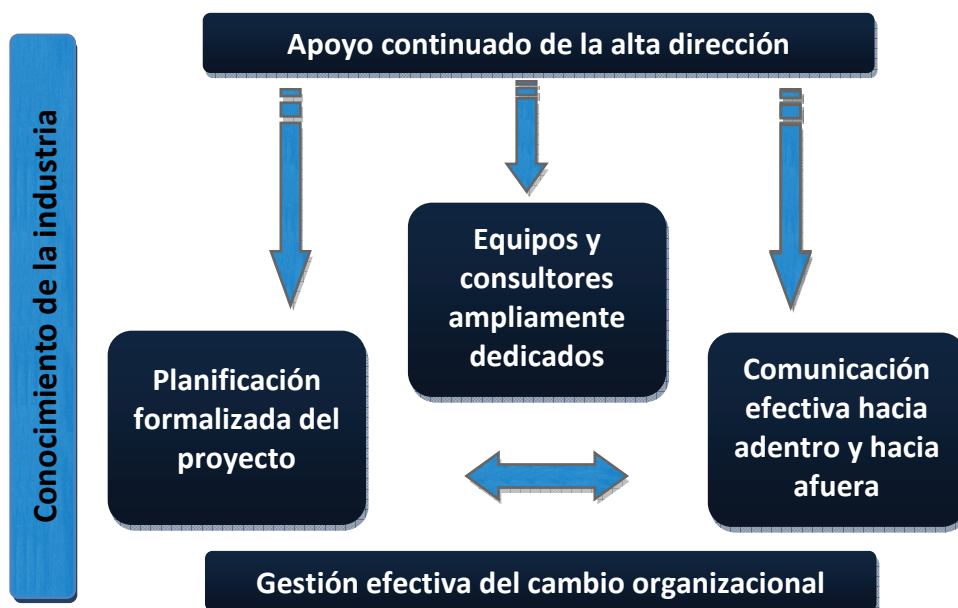 Apoyo continuado de la alta dirección
Conocimiento de la industria
Equipos y
consultores
ampliamente
dedicados
Planificación
formalizada del
proyecto
Comunicación
efectiva hacia
adentro y hacia
afuera
Gestión efectiva del cambio organizacional